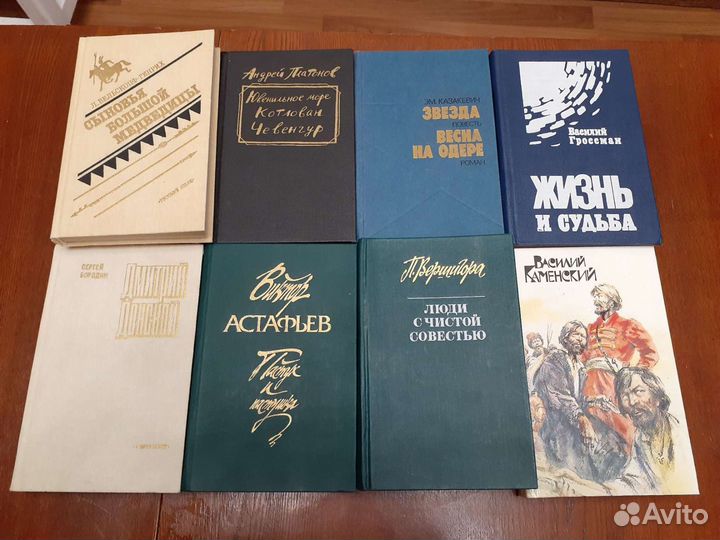 Л. ВЕЛЬСКОПФ-ГЕНРИХ
СЫНОВЬЯ
БОЛЬШОЙ
МЕДВЕДИЦЫ
Андрей Платонов
Ювенильное море
Котлован
Чевенгур
ЭМ. КАЗАКЕВИЧ
ЗВЕЗДА
ПОВЕСТЬ
ВЕСНА
НА ОДЕРЕ
РОМАН
Василий
Гроссман
ЖИЗНЬ
И СУДЬБА
СЕРГЕЙ
БОРОДИН
ДМИТРИЙ
ДОНСКОЙ
Виктор
АСТАФЬЕВ
Пастух
и
пастушка
П. Вершигора
ЛЮДИ
С ЧИСТОЙ
СОВЕСТЬЮ
ВАСИЛИЙ
КАМЕНСКИЙ
Avito